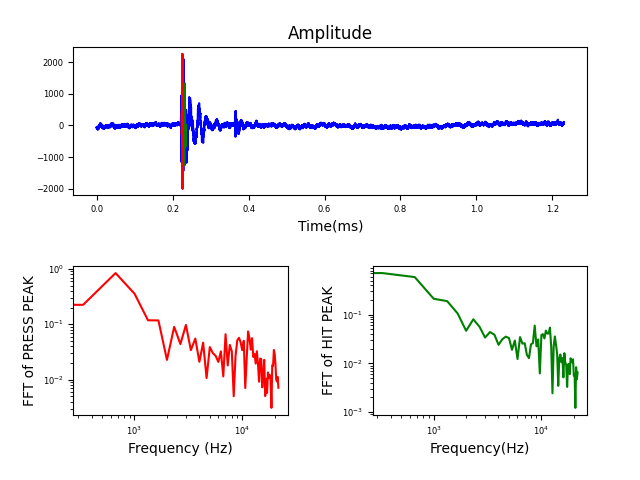 Amplitude
2000
1000
0
−1000
−2000
0.0 0.2 0.4 0.6 0.8 1.0 1.2
Time(ms)
FFT of PRESS PEAK
10⁰
10⁻¹
10⁻²
10³ 10⁴
Frequency (Hz)
FFT of HIT PEAK
10⁻¹
10⁻²
10⁻³
10³ 10⁴
Frequency(Hz)